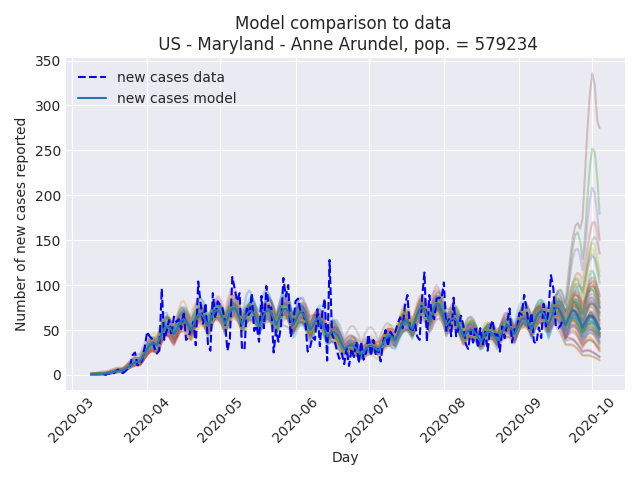 Model comparison to data
US - Maryland - Anne Arundel, pop. = 579234
350
300
250
200
150
100
50
0
Number of new cases reported
new cases data
new cases model
2020-03
2020-04
2020-05
2020-06
2020-07
2020-08
2020-09
2020-10
Day